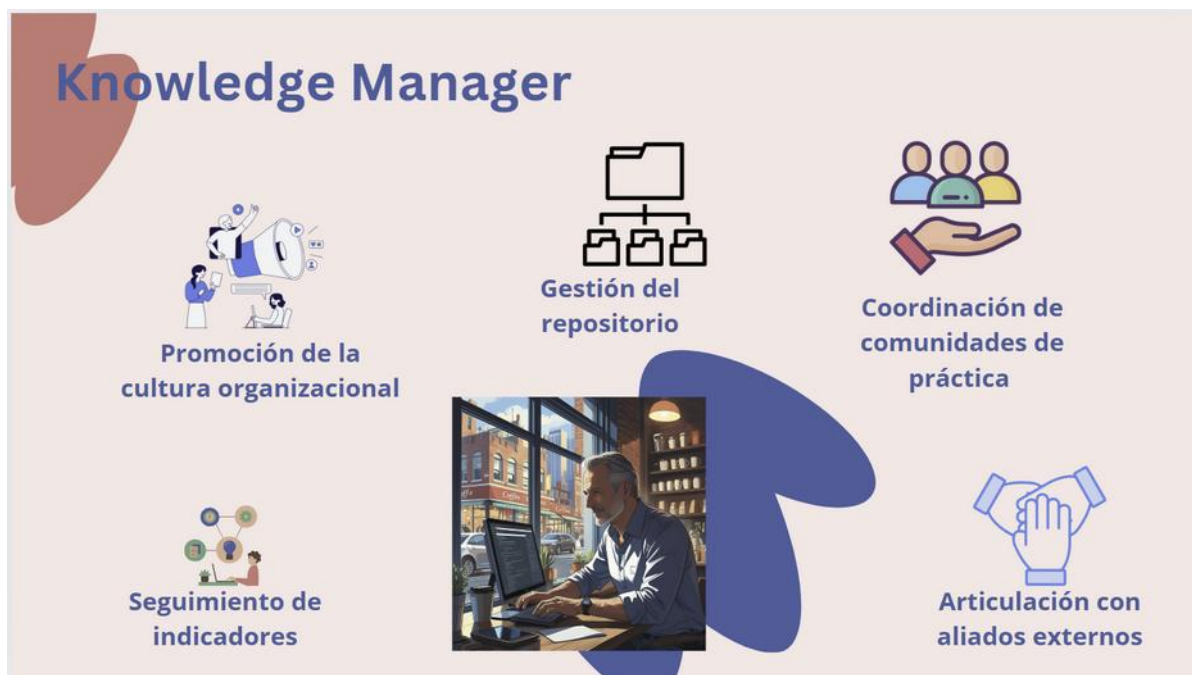 Knowledge Manager
Gestión del
repositorio
Coordinación de
comunidades de
práctica
Promoción de la
cultura organizacional
Seguimiento de
indicadores
Articulación con
aliados externos